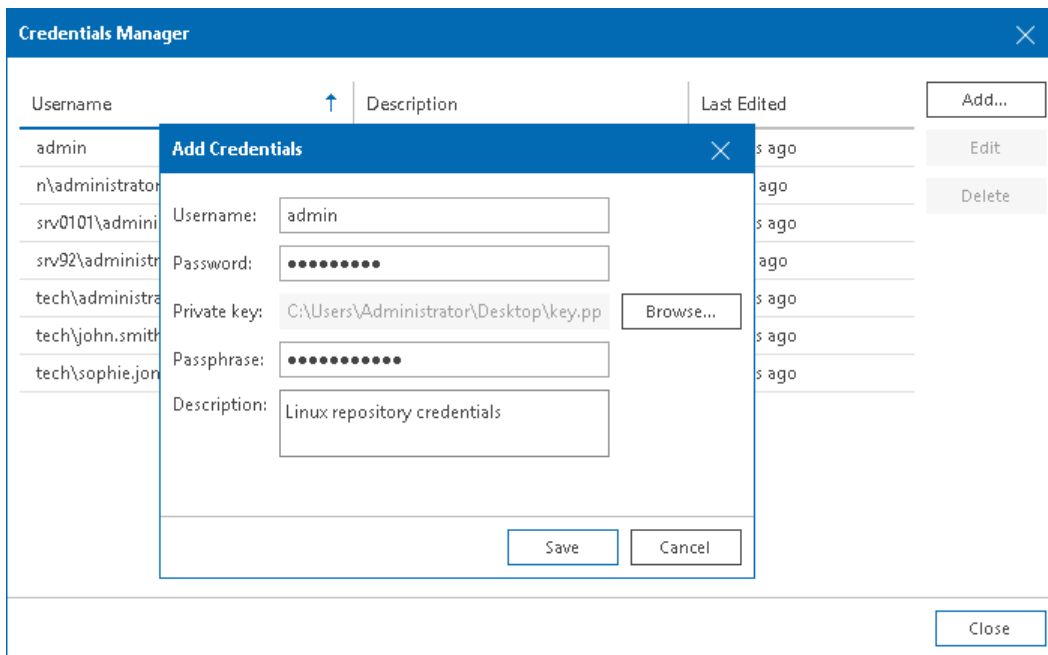 Credentials Manager
Username Description Last Edited Add...
admin s ago Edit
n\administrator ago Delete
srv0101\admini s ago
srv92\administr ago
tech\administra s ago
tech\john.smith s ago
tech\sophie.jon s ago
Add Credentials
Username: admin
Password: ●●●●●●●●●
Private key: C:\Users\Administrator\Desktop\key.pp Browse...
Passphrase: ●●●●●●●●●●●
Description: Linux repository credentials
Save Cancel
Close